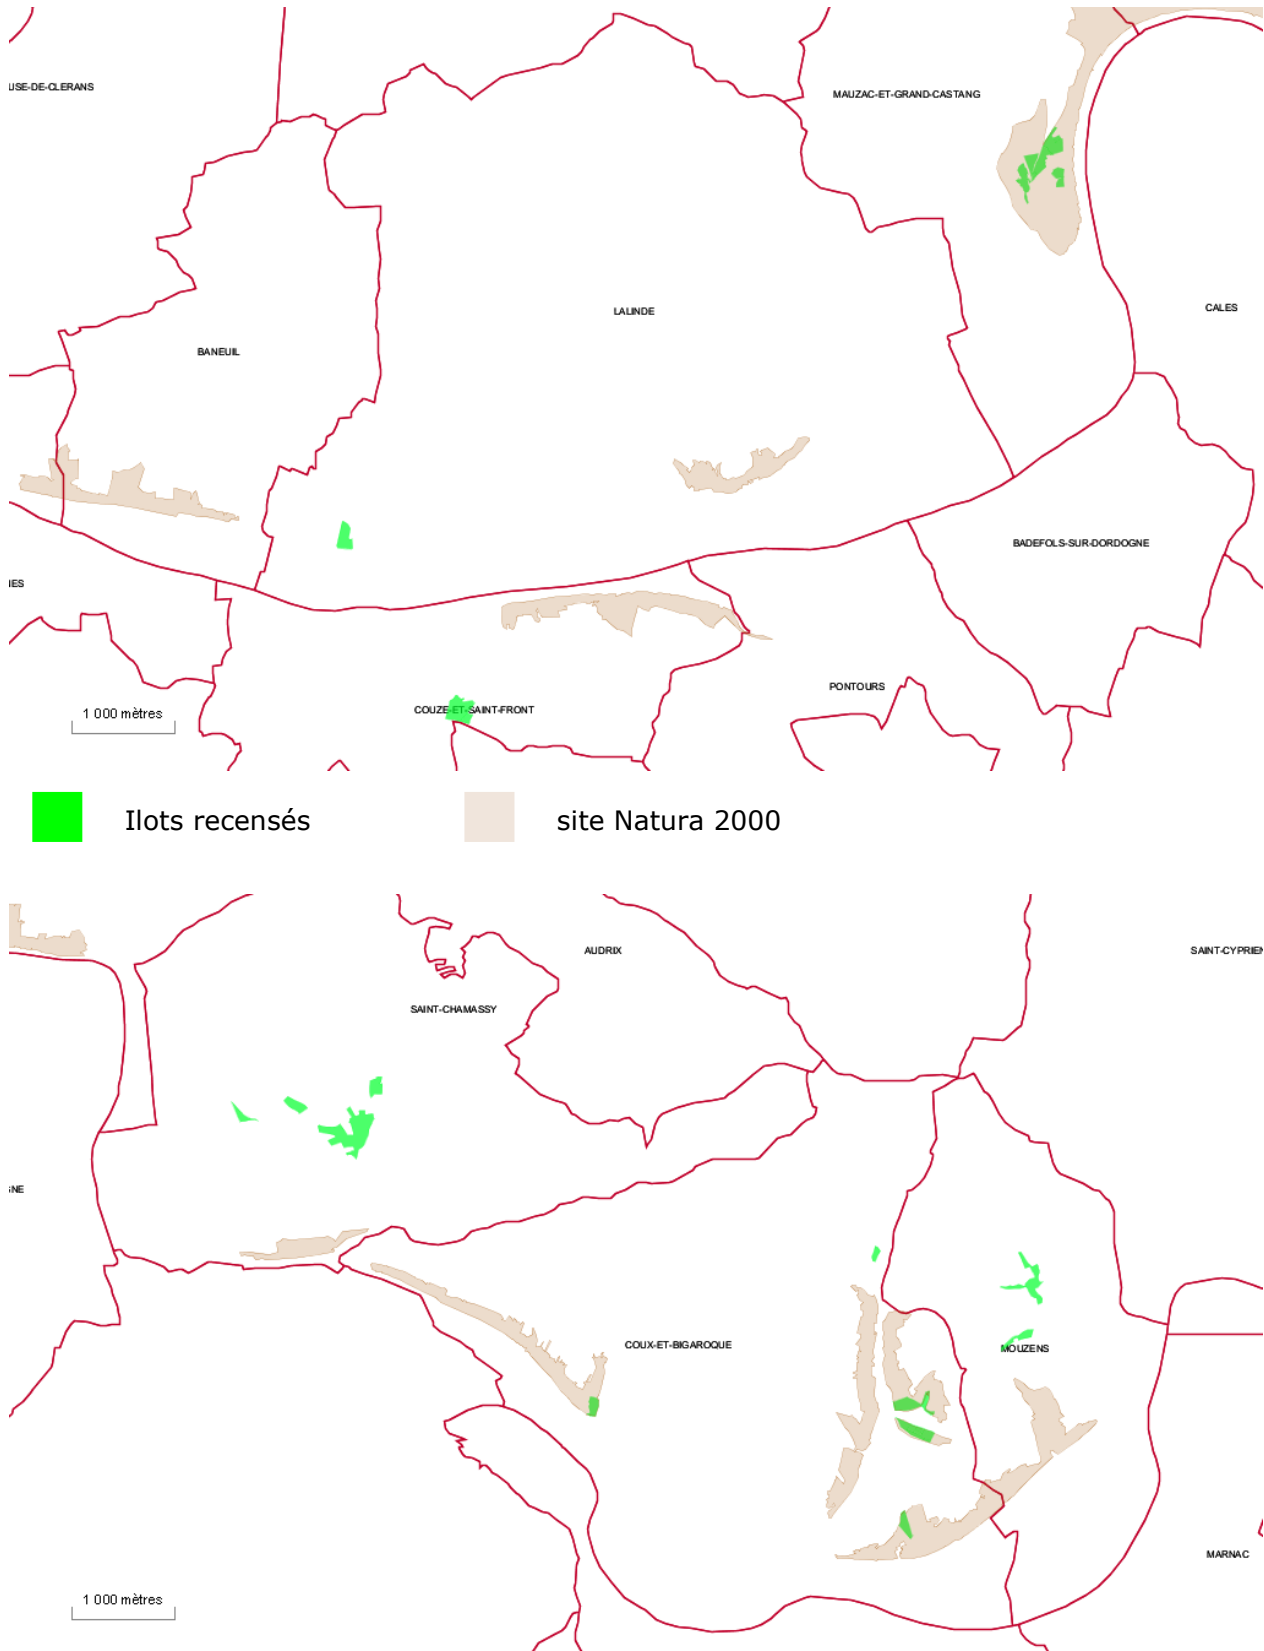 USE-DE-CLERANS
MAUZAC-ET-GRAND-CASTANG
LALINDE
CALES
BANEUIL
BADEFOLS-SUR-DORDOGNE
NES
PONTOURS
COUZE-ET-SAINT-FRONT
1 000 mètres
Ilots recensés
site Natura 2000
AUDRIX
SAINT-CYPRIEN
SAINT-CHAMASSY
GNE
COUX-ET-BIGAROQUE
MOUZENS
MARNAC
1 000 mètres